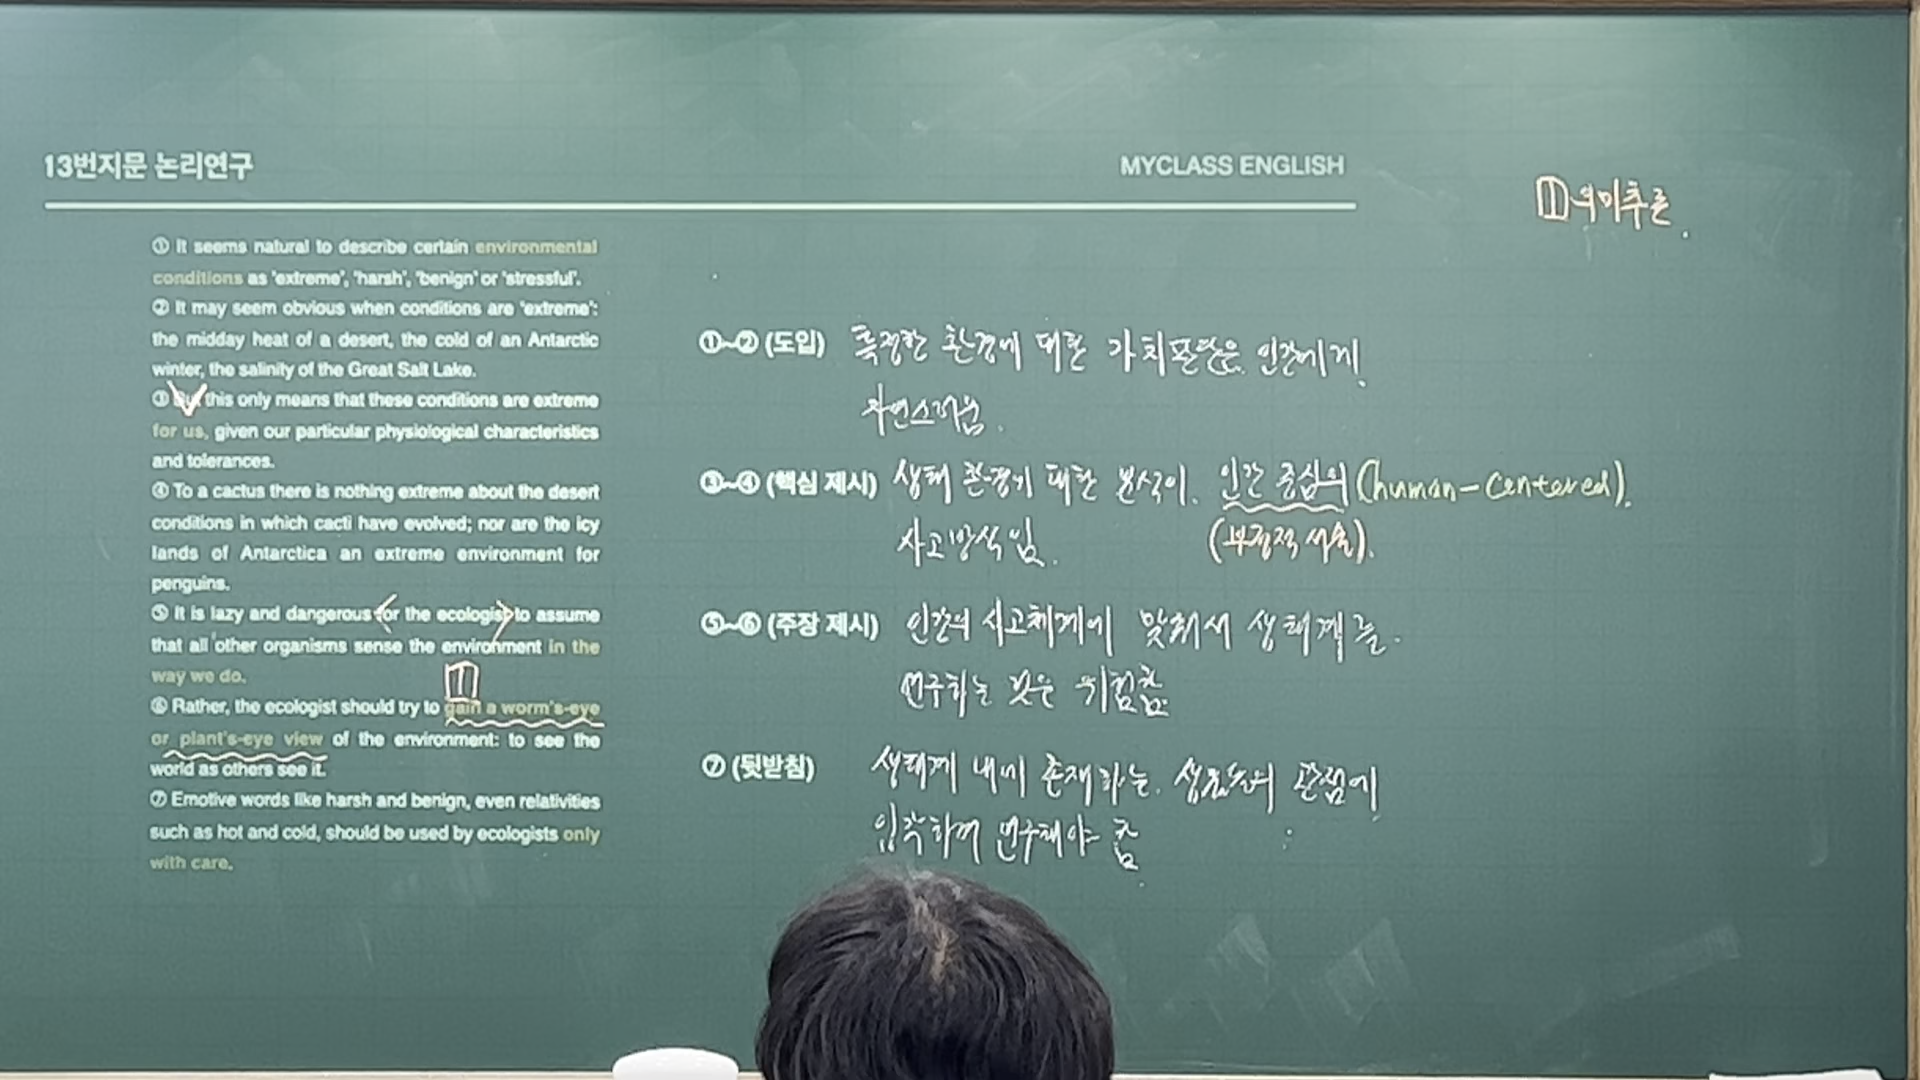 13번지문 논리연구
MYCLASS ENGLISH
① 의미추론.
① It seems natural to describe certain environmental
conditions as 'extreme', 'harsh', 'benign' or 'stressful'.
② It may seem obvious when conditions are 'extreme':
the midday heat of a desert, the cold of an Antarctic
winter, the salinity of the Great Salt Lake.
③ But this only means that these conditions are extreme
for us, given our particular physiological characteristics
and tolerances.
④ To a cactus there is nothing extreme about the desert
conditions in which cacti have evolved; nor are the icy
lands of Antarctica an extreme environment for
penguins.
⑤ It is lazy and dangerous <for the ecologist> to assume
that all other organisms sense the environment in the
way we do.
1
⑥ Rather, the ecologist should try to gain a worm's-eye
or plant's-eye view of the environment: to see the
world as others see it.
⑦ Emotive words like harsh and benign, even relativities
such as hot and cold, should be used by ecologists only
with care.
①~② (도입) 특정한 환경에 대한 가치판단은 인간에게
자연스러움.
③~④ (핵심 제시) 생태 환경에 대한 인간 중심의 (human-centered).
사고방식임. (부정적 서술).
⑤~⑥ (주장 제시) 인간의 사고체계에 맞춰서 생태계를
연구하는 것은 위험함.
⑦ (뒷받침) 생태계 내에 존재하는 생물들의 관점에
입각하여 연구해야 함